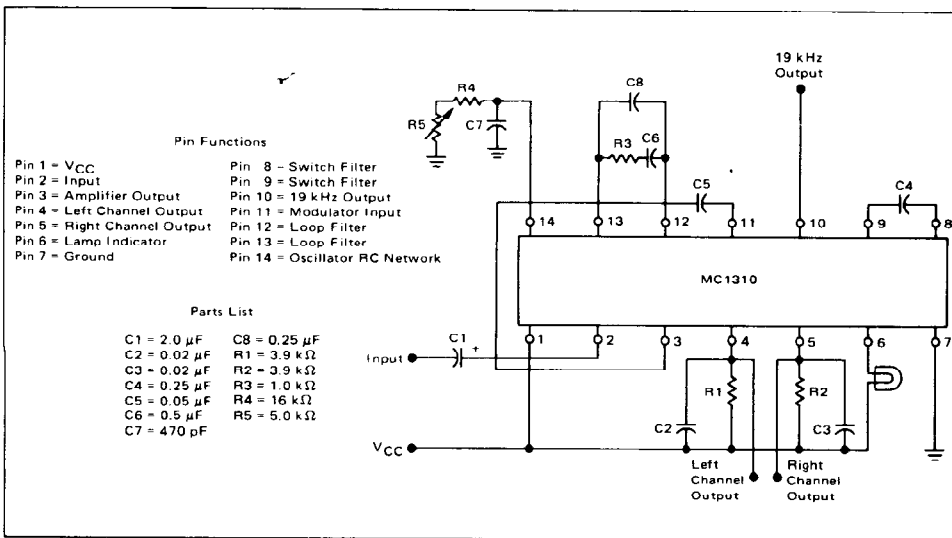 Pin Functions
Pin 1 = VCC
Pin 2 = Input
Pin 3 = Amplifier Output
Pin 4 = Left Channel Output
Pin 5 = Right Channel Output
Pin 6 = Lamp Indicator
Pin 7 = Ground
Pin 8 = Switch Filter
Pin 9 = Switch Filter
Pin 10 = 19 kHz Output
Pin 11 = Modulator Input
Pin 12 = Loop Filter
Pin 13 = Loop Filter
Pin 14 = Oscillator RC Network
Parts List
C1 = 2.0 µF
C2 = 0.02 µF
C3 = 0.02 µF
C4 = 0.25 µF
C5 = 0.05 µF
C6 = 0.5 µF
C7 = 470 pF
C8 = 0.25 µF
R1 = 3.9 kΩ
R2 = 3.9 kΩ
R3 = 1.0 kΩ
R4 = 16 kΩ
R5 = 5.0 kΩ
19 kHz
Output
R4
R5
C7
C8
R3
C6
C5
C4
14
13
12
11
10
9
8
MC1310
1
2
3
4
5
6
7
Input
C1
+
R1
R2
C2
C3
VCC
Left
Channel
Output
Right
Channel
Output